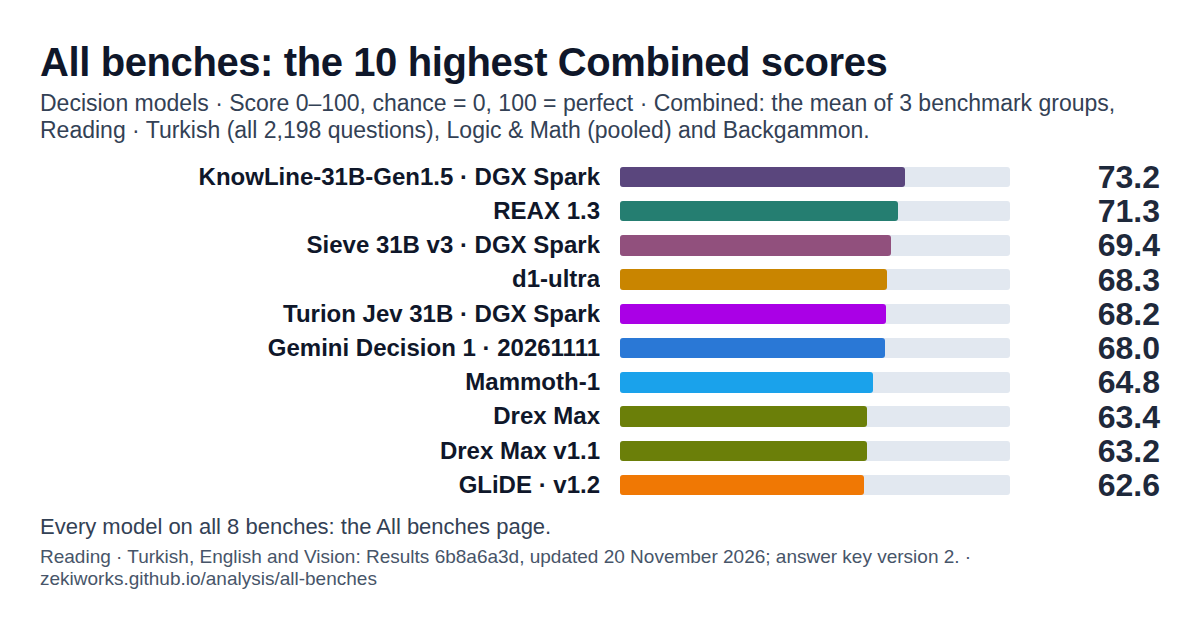 All benches: the 10 highest Combined scores
Decision models · Score 0–100, chance = 0, 100 = perfect · Combined: the mean of 3 benchmark groups,
Reading · Turkish (all 2,198 questions), Logic & Math (pooled) and Backgammon.
KnowLine-31B-Gen1.5 · DGX Spark 73.2
REAX 1.3 71.3
Sieve 31B v3 · DGX Spark 69.4
d1-ultra 68.3
Turion Jev 31B · DGX Spark 68.2
Gemini Decision 1 · 20261111 68.0
Mammoth-1 64.8
Drex Max 63.4
Drex Max v1.1 63.2
GLiDE · v1.2 62.6
Every model on all 8 benches: the All benches page.
Reading · Turkish, English and Vision: Results 6b8a6a3d, updated 20 November 2026; answer key version 2. ·
zekiworks.github.io/analysis/all-benches